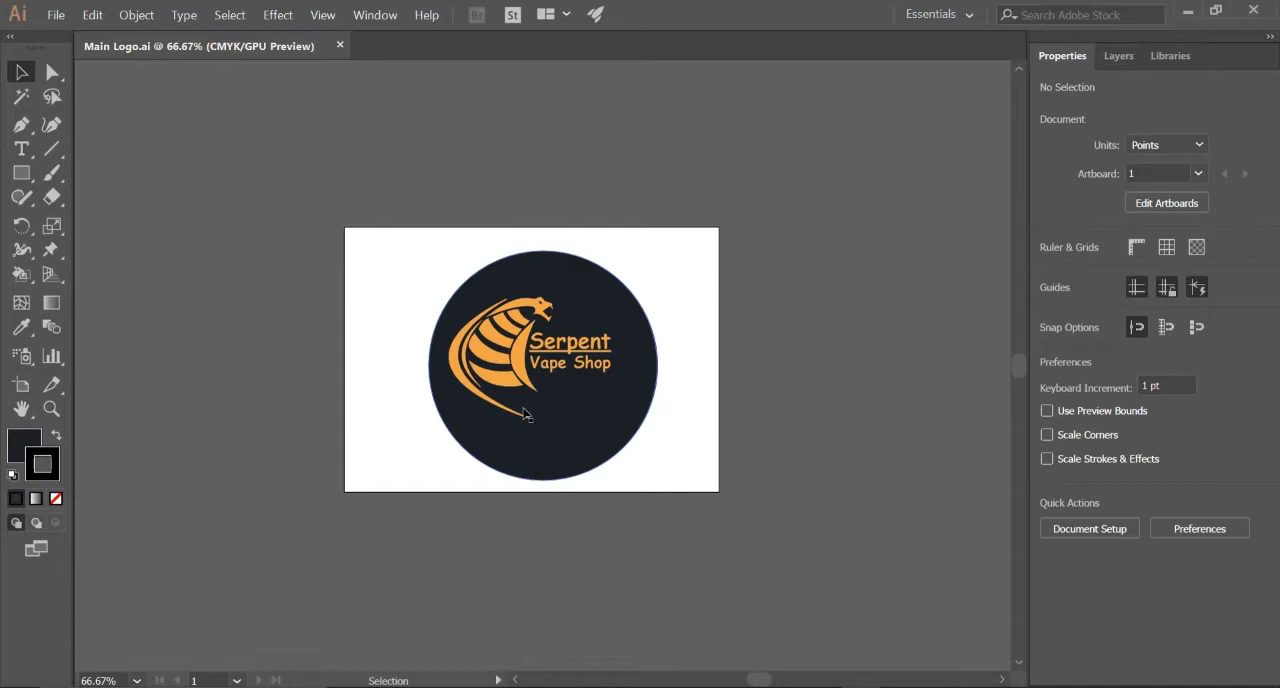 Ai File Edit Object Type Select Effect View Window Help Br St Essentials Search Adobe Stock
Main Logo.ai @ 66.67% (CMYK/GPU Preview)
Properties Layers Libraries
No Selection
Document
Units: Points
Artboard: 1
Edit Artboards
Ruler & Grids
Guides
Snap Options
Preferences
Keyboard Increment: 1 pt
Use Preview Bounds
Scale Corners
Scale Strokes & Effects
Quick Actions
Document Setup Preferences
Serpent
Vape Shop
66.67% 1 Selection